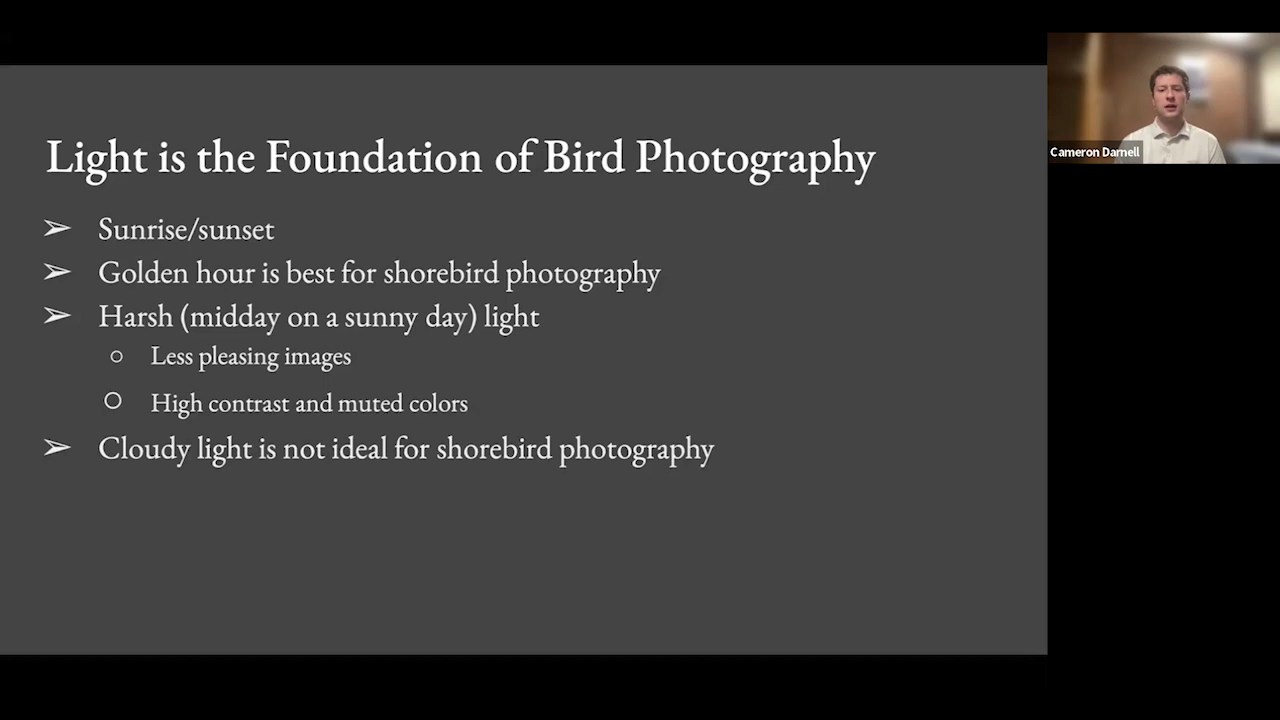 Light is the Foundation of Bird Photography
➢ Sunrise/sunset
➢ Golden hour is best for shorebird photography
➢ Harsh (midday on a sunny day) light
○ Less pleasing images
○ High contrast and muted colors
➢ Cloudy light is not ideal for shorebird photography
Cameron Darnell